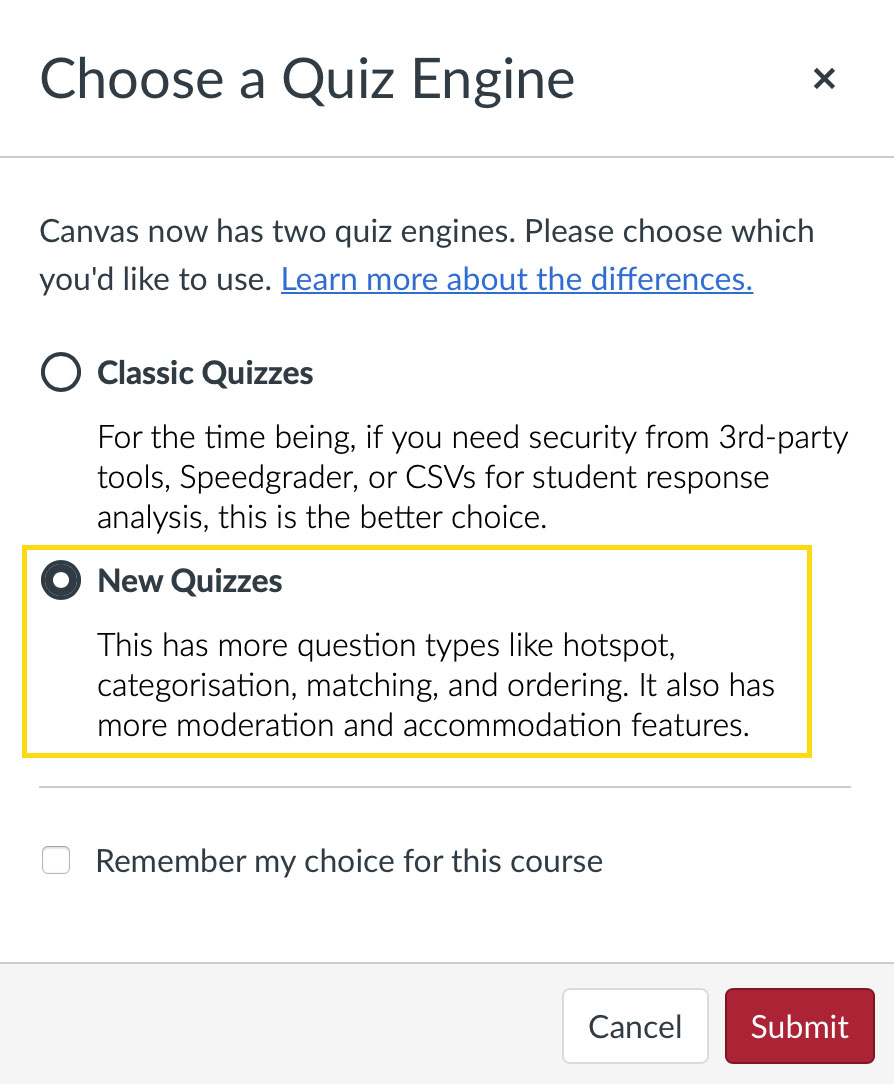 Choose a Quiz Engine
Canvas now has two quiz engines. Please choose which
you'd like to use. Learn more about the differences.
Classic Quizzes
For the time being, if you need security from 3rd-party
tools, Speedgrader, or CSVs for student response
analysis, this is the better choice.
New Quizzes
This has more question types like hotspot,
categorisation, matching, and ordering. It also has
more moderation and accommodation features.
Remember my choice for this course
Cancel Submit